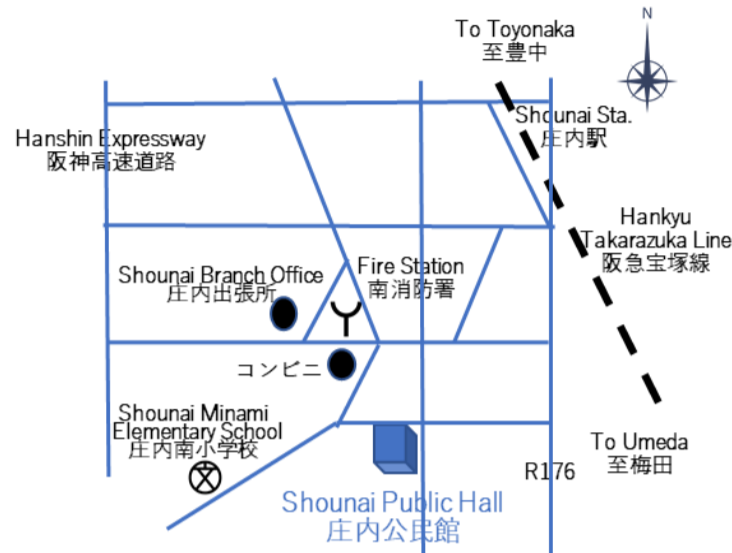 N
To Toyonaka
至豊中
Shounai Sta.
庄内駅
Hanshin Expressway
阪神高速道路
Hankyu
Takarazuka Line
阪急宝塚線
Shounai Branch Office
庄内出張所
Fire Station
南消防署
コンビニ
Shounai Minami
Elementary School
庄内南小学校
To Umeda
至梅田
R176
Shounai Public Hall
庄内公民館